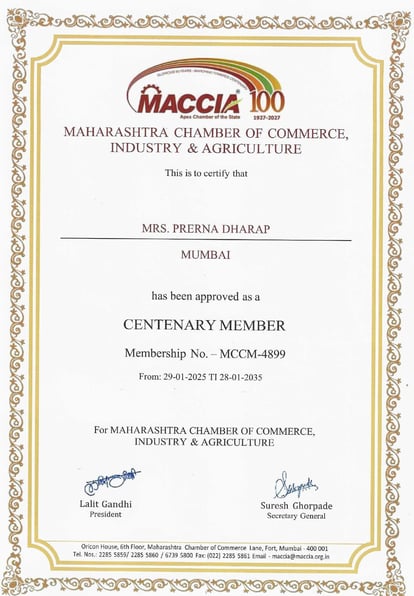 MACCIA 100
Apex Chamber of the State 1927-2027
MAHARASHTRA CHAMBER OF COMMERCE,
INDUSTRY & AGRICULTURE
This is to certify that
MRS. PRERNA DHARAP
MUMBAI
has been approved as a
CENTENARY MEMBER
Membership No. – MCCM-4899
From: 29-01-2025 TI 28-01-2035
For MAHARASHTRA CHAMBER OF COMMERCE,
INDUSTRY & AGRICULTURE
Lalit Gandhi Suresh Ghorpade
President Secretary General
Oricon House, 6th Floor, Maharashtra Chamber of Commerce Lane, Fort, Mumbai - 400 001
Tel. Nos.: 2285 5859/ 2285 5860 / 6739 5800 Fax: (022) 2285 5861 Email - maccia@maccia.org.in